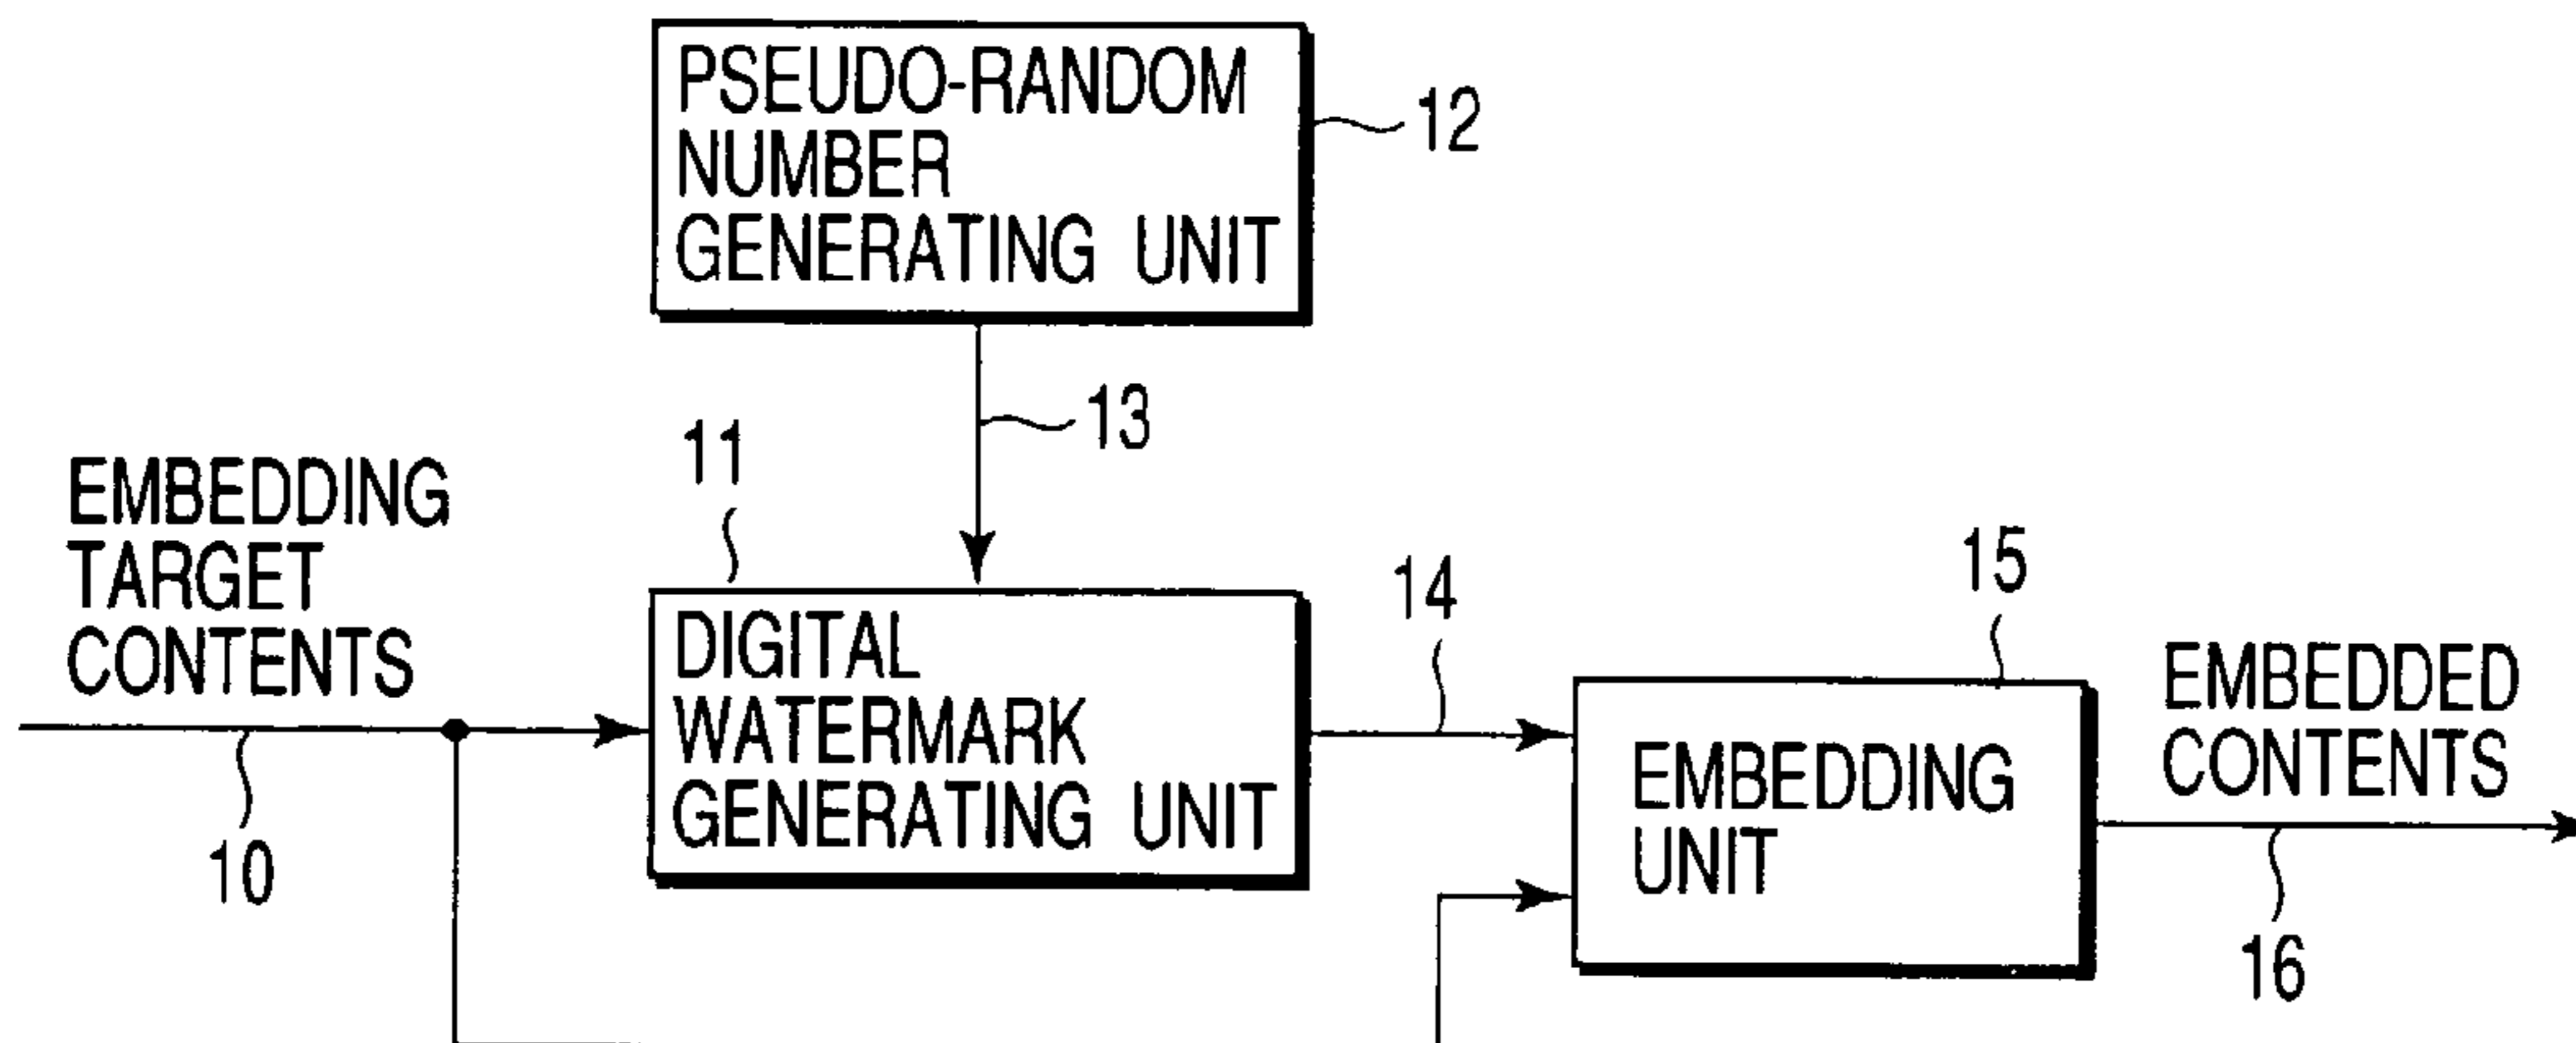 PSEUDO-RANDOM
NUMBER
GENERATING UNIT
12
13
11
EMBEDDING
TARGET
CONTENTS
10
DIGITAL
WATERMARK
GENERATING UNIT
14
15
EMBEDDING
UNIT
EMBEDDED
CONTENTS
16